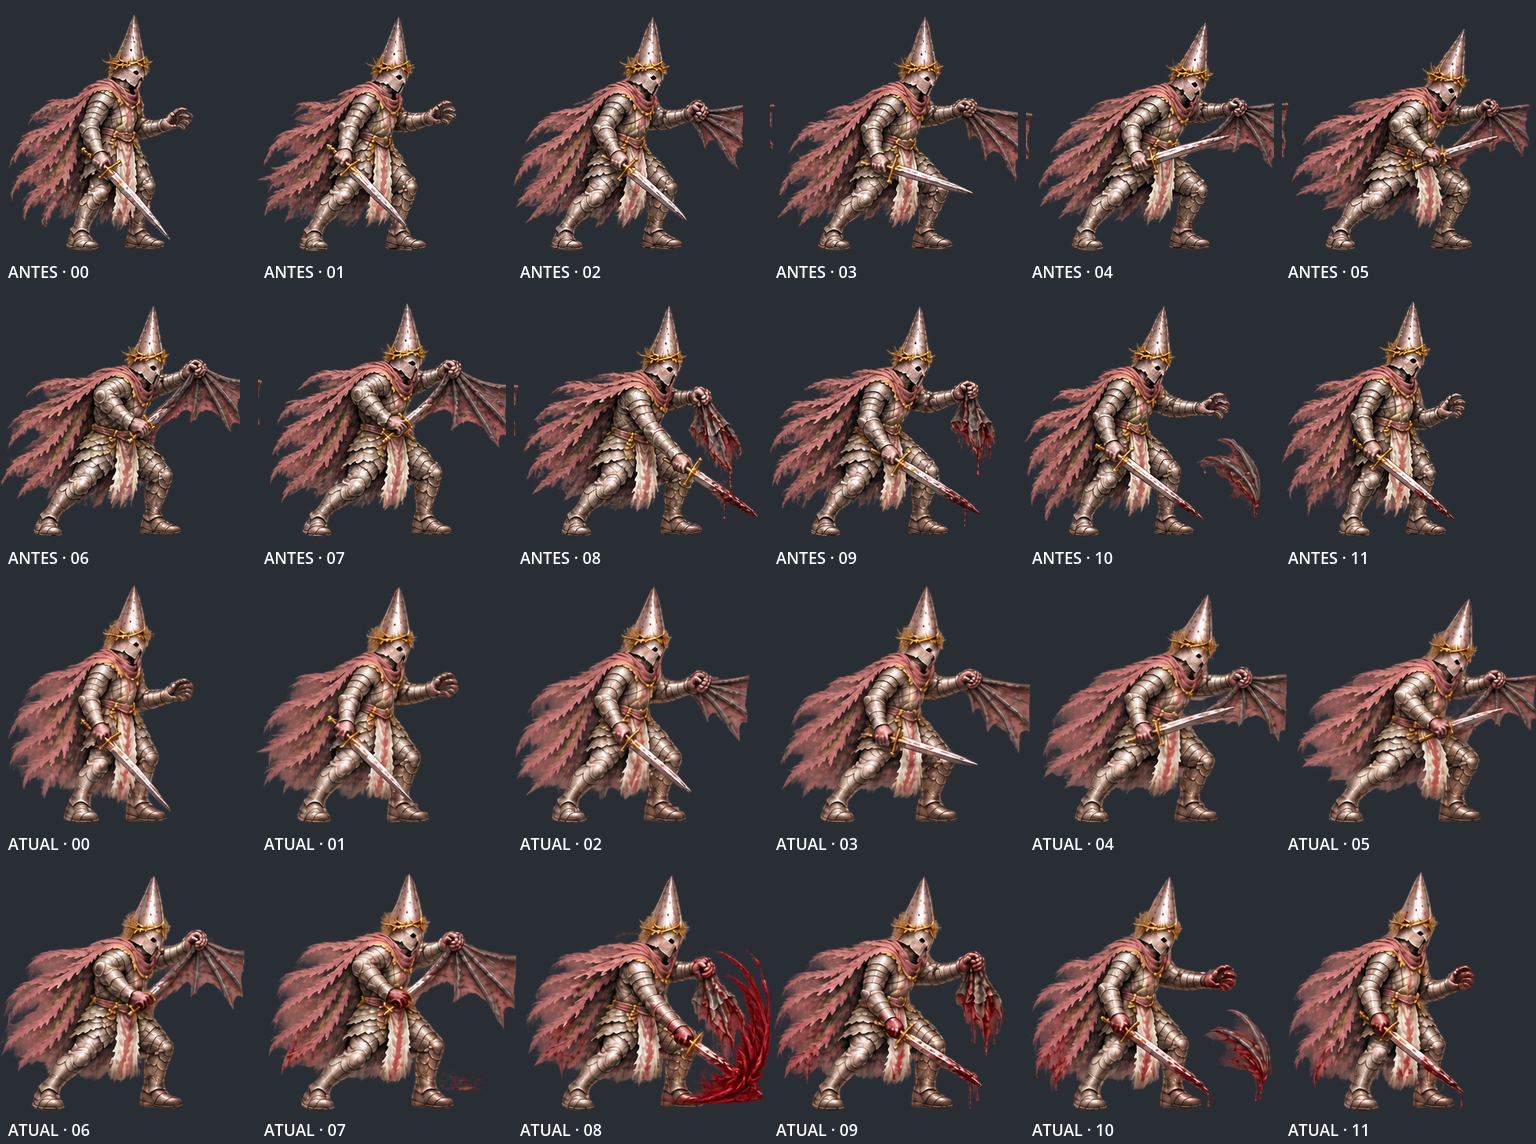 ANTES · 00 ANTES · 01 ANTES · 02 ANTES · 03 ANTES · 04 ANTES · 05
ANTES · 06 ANTES · 07 ANTES · 08 ANTES · 09 ANTES · 10 ANTES · 11
ATUAL · 00 ATUAL · 01 ATUAL · 02 ATUAL · 03 ATUAL · 04 ATUAL · 05
ATUAL · 06 ATUAL · 07 ATUAL · 08 ATUAL · 09 ATUAL · 10 ATUAL · 11